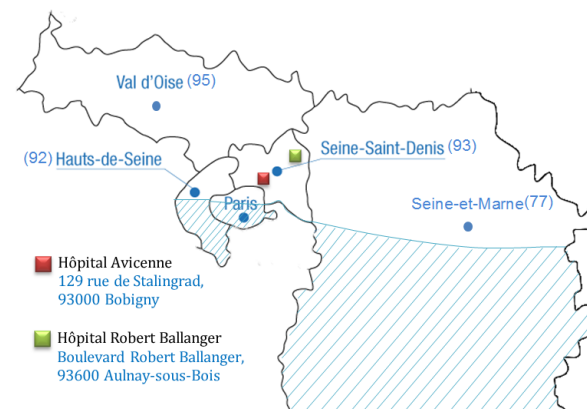 Val d'Oise (95)
(92) Hauts-de-Seine
Seine-Saint-Denis (93)
Paris
Seine-et-Marne(77)
Hôpital Avicenne
129 rue de Stalingrad,
93000 Bobigny
Hôpital Robert Ballanger
Boulevard Robert Ballanger,
93600 Aulnay-sous-Bois